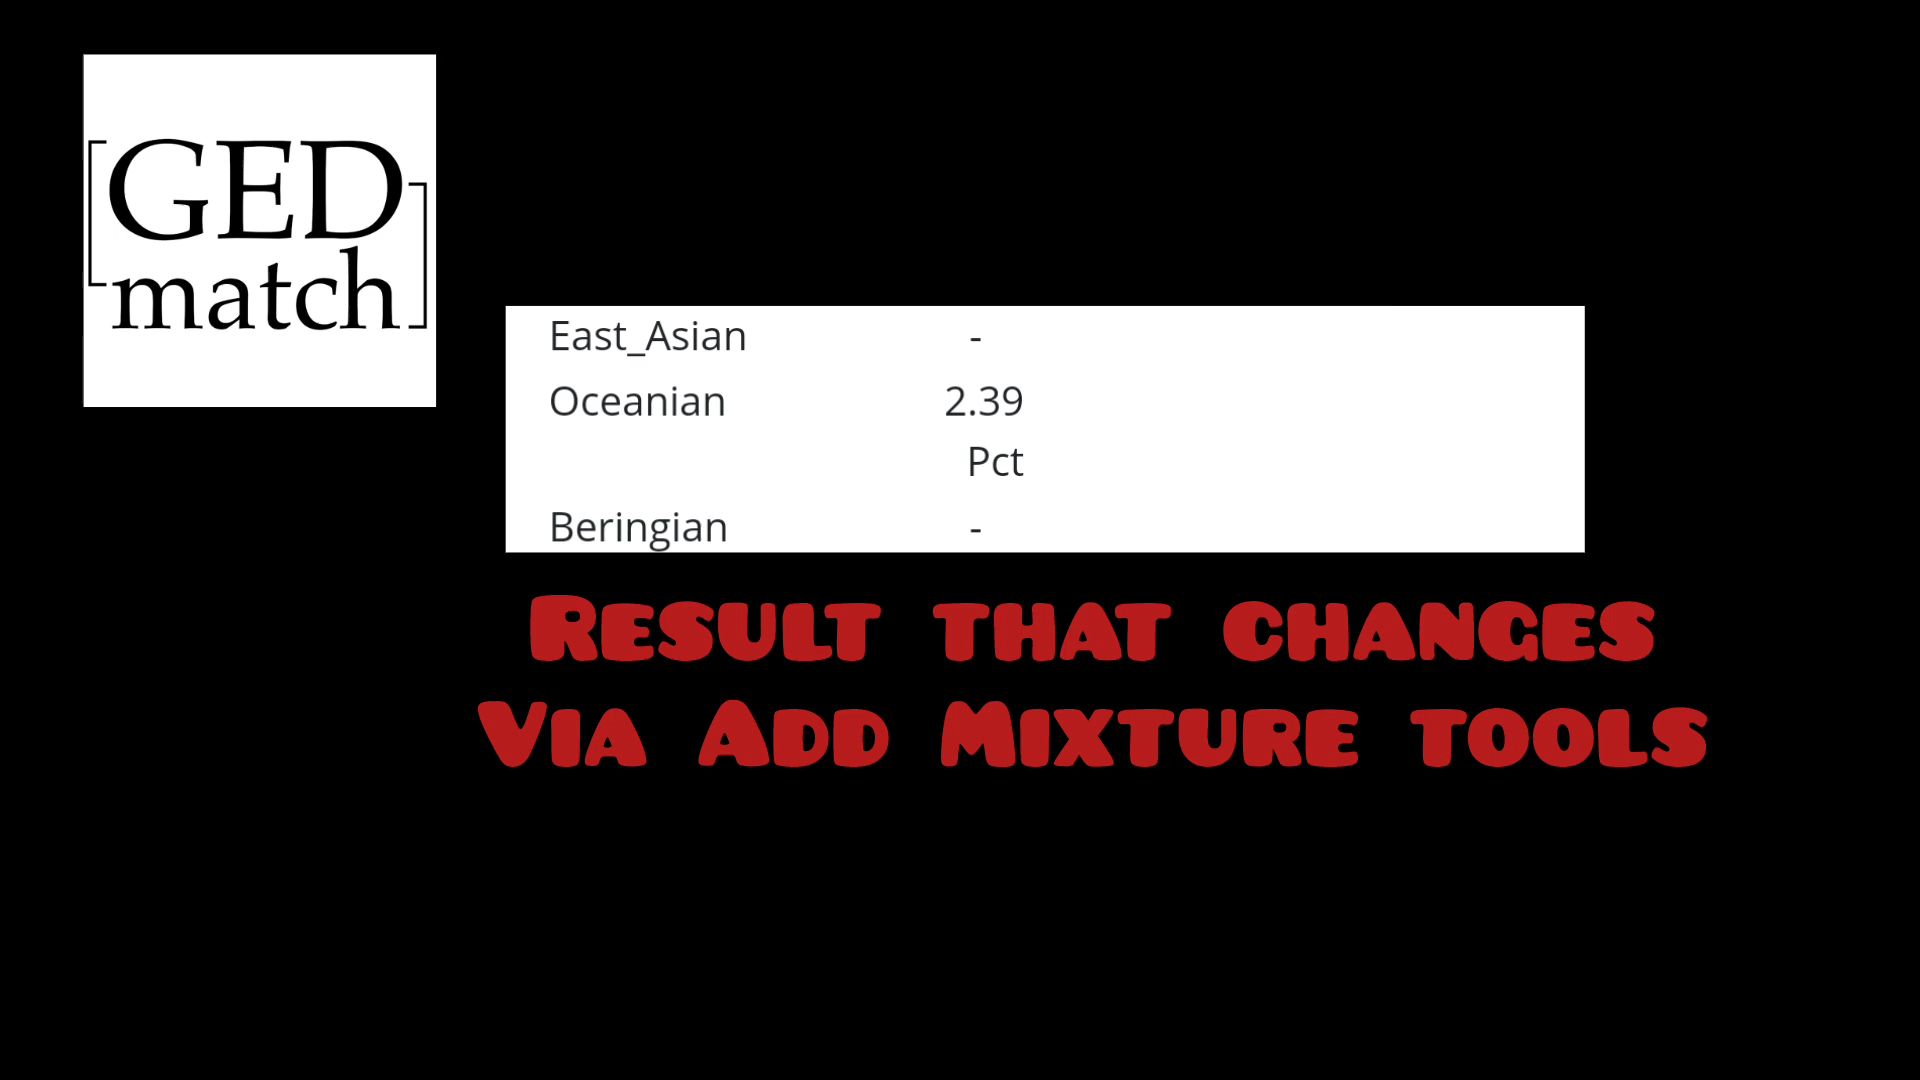 GED
match
East_Asian -
Oceanian 2.39
Pct
Beringian -
Result that changes
Via Add Mixture tools